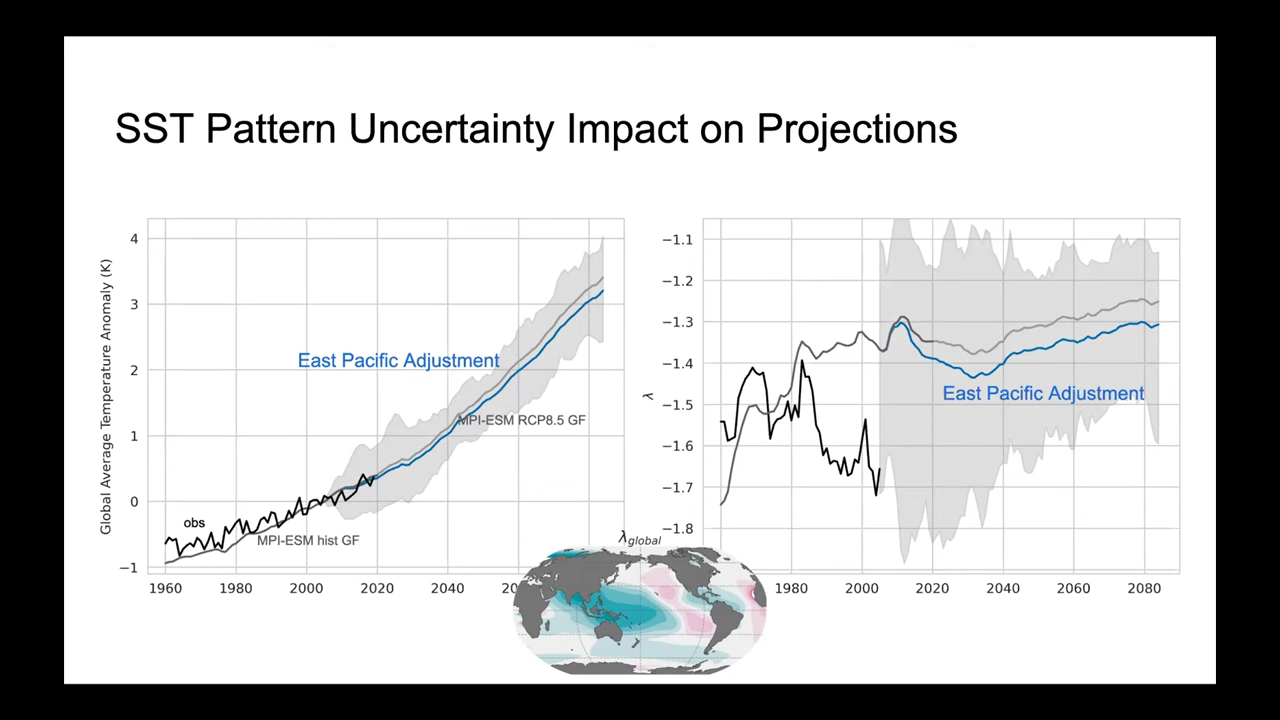 SST Pattern Uncertainty Impact on Projections
Global Average Temperature Anomaly (K)
4
3
2
1
0
−1
1960
1980
2000
2020
2040
East Pacific Adjustment
MPI-ESM RCP8.5 GF
obs
MPI-ESM hist GF
λglobal
λ
−1.1
−1.2
−1.3
−1.4
−1.5
−1.6
−1.7
−1.8
1980
2000
2020
2040
2060
2080
East Pacific Adjustment